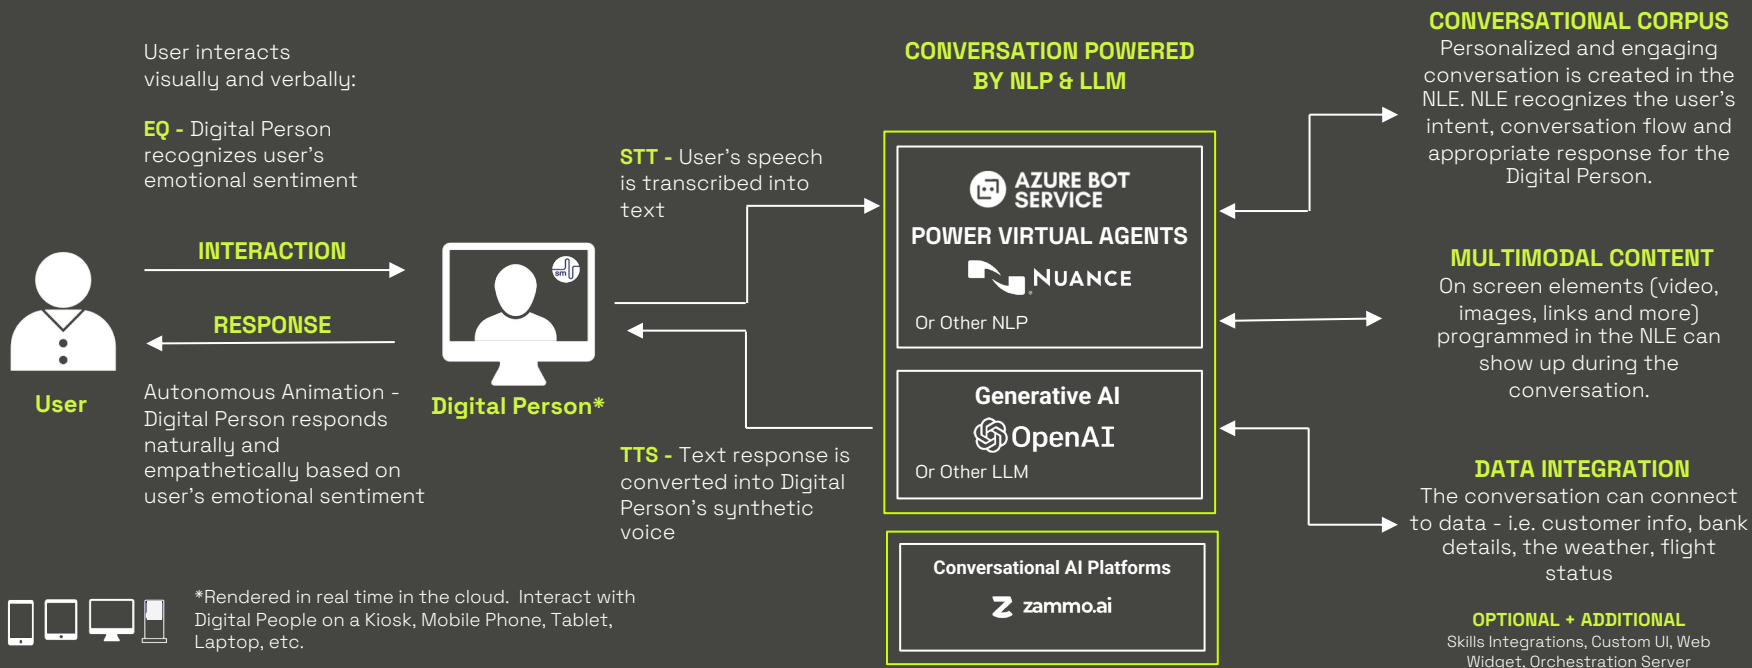 User interacts
visually and verbally:
EQ - Digital Person
recognizes user's
emotional sentiment
INTERACTION
RESPONSE
User
Autonomous Animation -
Digital Person responds
naturally and
empathetically based on
user's emotional sentiment
sm
Digital Person*
STT - User's speech
is transcribed into
text
TTS - Text response is
converted into Digital
Person's synthetic
voice
*Rendered in real time in the cloud. Interact with
Digital People on a Kiosk, Mobile Phone, Tablet,
Laptop, etc.
CONVERSATION POWERED
BY NLP & LLM
AZURE BOT
SERVICE
POWER VIRTUAL AGENTS
NUANCE
Or Other NLP
Generative AI
OpenAI
Or Other LLM
Conversational AI Platforms
zammo.ai
CONVERSATIONAL CORPUS
Personalized and engaging
conversation is created in the
NLE. NLE recognizes the user's
intent, conversation flow and
appropriate response for the
Digital Person.
MULTIMODAL CONTENT
On screen elements (video,
images, links and more)
programmed in the NLE can
show up during the
conversation.
DATA INTEGRATION
The conversation can connect
to data - i.e. customer info, bank
details, the weather, flight
status
OPTIONAL + ADDITIONAL
Skills Integrations, Custom UI, Web
Widget, Orchestration Server